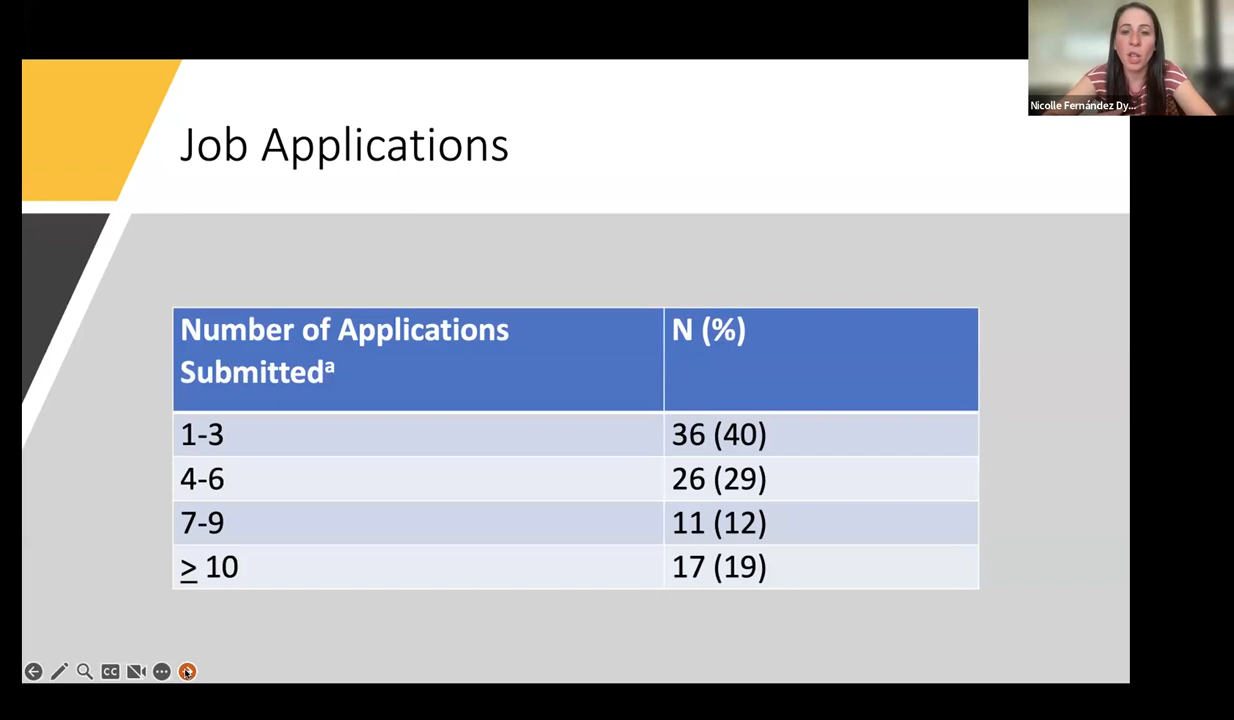 Nicolle Fernández Dy...
Job Applications
Number of Applications
Submittedᵃ
N (%)
1-3
36 (40)
4-6
26 (29)
7-9
11 (12)
≥ 10
17 (19)
CC